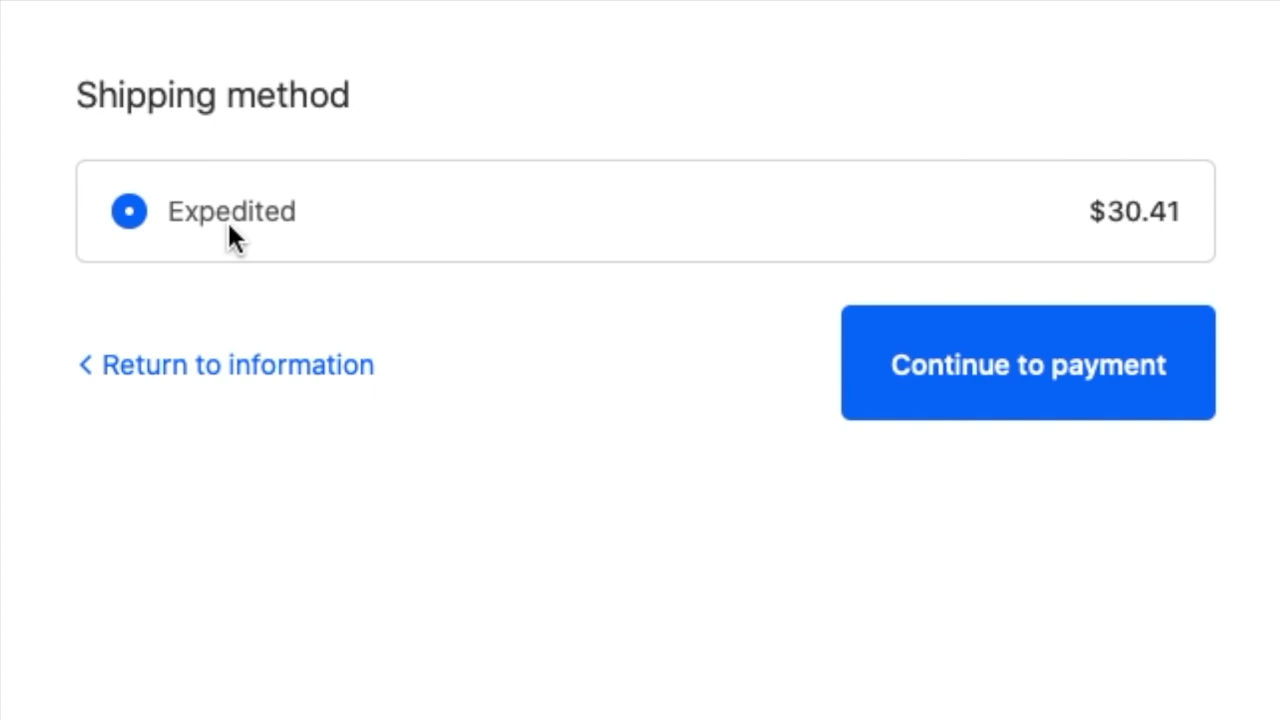 Shipping method
Expedited $30.41
Return to information
Continue to payment